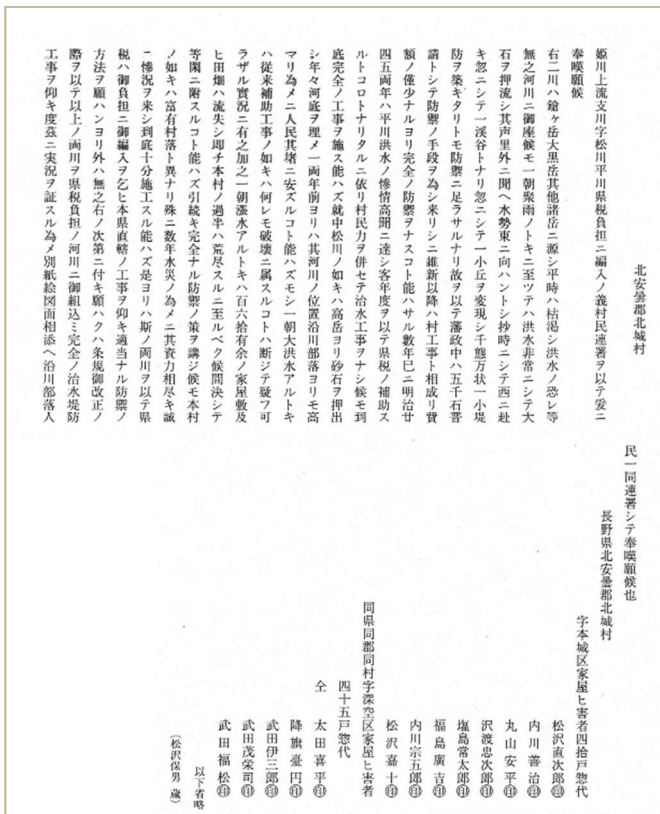 北安曇郡北城村
姫川上流支川字松川平川県税負担ニ編入ノ義村民連署ヲ以テ爰ニ
奉嘆願候
右二川ハ鎗ヶ岳大黒岳其他諸岳ニ源シ平時ハ枯渇シ洪水ノ恐レ等
無之河川ニ御座候モ一朝聚雨ノトキニ至ツテハ洪水非常ニシテ大
石ヲ押流シ其声里外ニ聞ヘ水勢東ニ向ハントシ抄時ニシテ西ニ赴
キ忽ニシテ一渓谷トナリ忽ニシテ一小丘ヲ変現シ千態万状一小堤
防ヲ築キタリトモ防禦ニ足ラサルナリ故ヲ以テ藩政中ハ五千石普
請トシテ防禦ノ手段ヲ為シ来リシニ維新以降ハ村工事ト相成リ費
額ノ僅少ナルヨリ完全ノ防禦ヲナスコト能ハサル数年巳ニ明治廿
四五両年ハ平川洪水ノ惨情高聞ニ達シ客年度ヲ以テ県税ノ補助ス
ルトコロトナリタルニ依リ村民力ヲ併セテ治水工事ヲナシ候モ到
底完全ノ工事ヲ施ス能ハズ就中松川ノ如キハ高岳ヨリ砂石ヲ押出
シ年々河底ヲ埋メ一両年前ヨリハ其河川ノ位置沿川部落ヨリモ高
マリ為メニ人民其堵ニ安ズルコト能ハズモシ一朝大洪水アルトキ
ハ従来補助工事ノ如キハ何レモ破壊ニ属スルコトハ断ジテ疑フ可
ラザル実況ニ有之加之一朝漲水アルトキハ百六拾有余ノ家屋敷及
ヒ田畑ハ流失シ即チ本村ノ過半ハ荒尽スルニ至ルベク候間決シテ
等閑ニ附スルコト能ハズ引続キ完全ナル防禦ノ策ヲ講ジ候モ本村
ノ如キハ富有村落ト異ナリ殊ニ数年水災ノ為メニ其資力相尽キ誠
ニ惨況ヲ来シ到底十分施工スル能ハズ是ヨリハ斯ノ両川ヲ以テ県
税ハ御負担ニ御編入ヲ乞ヒ本県直轄ノ工事ヲ仰キ適当ナル防禦ノ
方法ヲ願ハンヨリ外ハ無之右ノ次第ニ付キ願ハクハ条規御改正ノ
際ヲ以テ以上ノ両川ヲ県税負担ノ河川ニ御組込ミ完全ノ治水堤防
工事ヲ仰キ度茲ニ実況ヲ証スル為メ別紙絵図面相添ヘ沿川部落人
民一同連署シテ奉嘆願候也
長野県北安曇郡北城村
字本城区家屋ヒ害者四拾戸惣代
松沢直次郎㊞
内川善治㊞
丸山安平㊞
沢渡忠次郎㊞
塩島常太郎㊞
福島廣吉㊞
内川宗五郎㊞
松沢嘉十㊞
同県同郡同村字深空区家屋ヒ害者
四十五戸惣代
仝 太田喜平㊞
降旗臺円㊞
武田伊三郎㊞
武田茂栄司㊞
武田福松㊞
以下省略
(松沢保男 蔵)